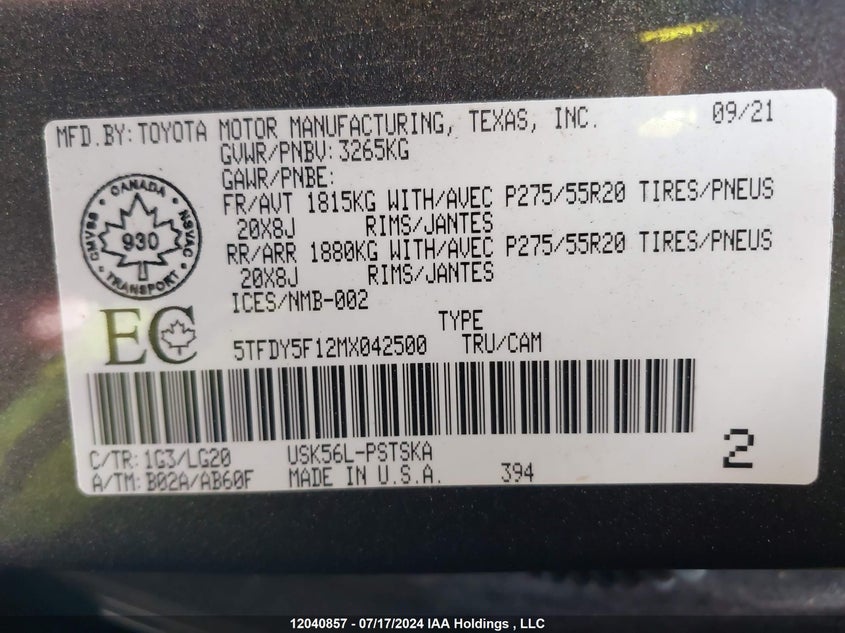 MFD.BY: TOYOTA MOTOR MANUFACTURING, TEXAS, INC. 09/21
GVWR/PNBV: 3265KG
GAWR/PNBE:
FR/AVT 1815KG WITH/AVEC P275/55R20 TIRES/PNEUS
20X8J RIMS/JANTES
RR/ARR 1880KG WITH/AVEC P275/55R20 TIRES/PNEUS
20X8J RIMS/JANTES
ICES/NMB-002
CANADA
CMVSS 930 NSVAC
TRANSPORT
EC
TYPE
5TFDY5F12MX042500 TRU/CAM
C/TR: 1G3/LG20 USK56L-PSTSKA
A/TM: B02A/AB60F MADE IN U.S.A. 394
2
12040857 - 07/17/2024 IAA Holdings , LLC